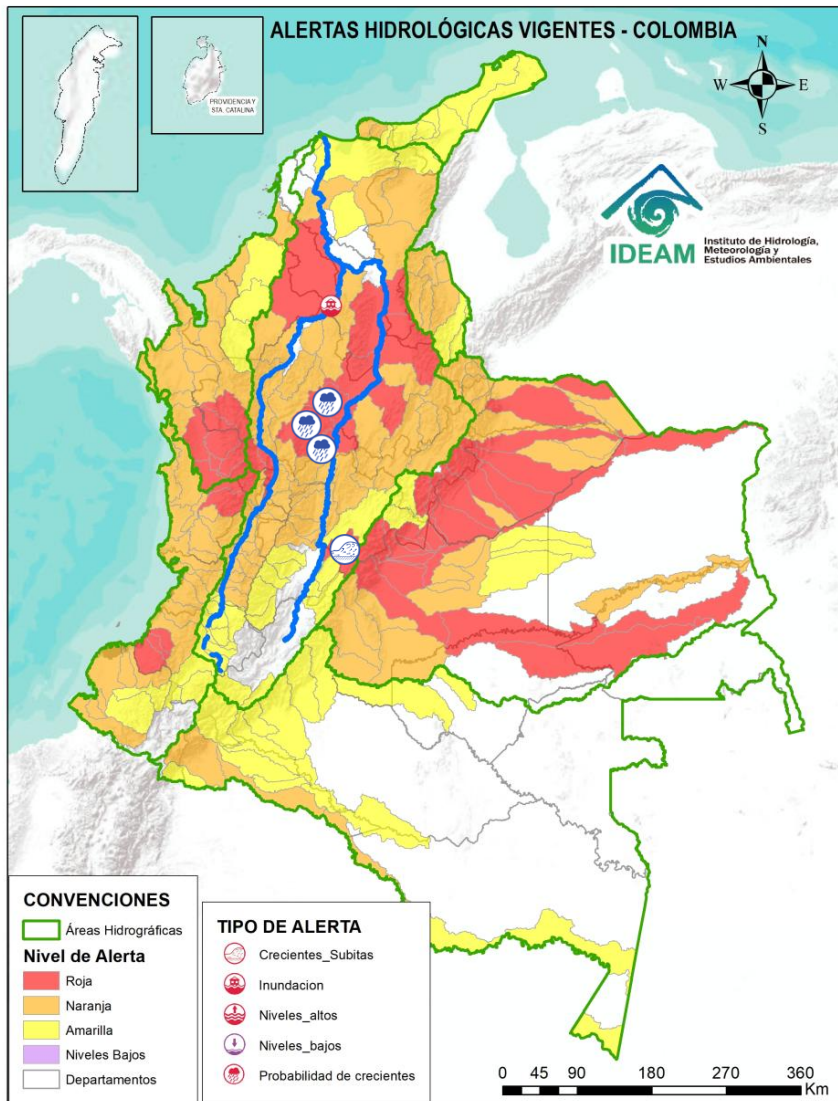 ALERTAS HIDROLÓGICAS VIGENTES - COLOMBIA
PROVIDENCIA Y
STA. CATALINA
N
W
E
S
IDEAM
Instituto de Hidrología,
Meteorología y
Estudios Ambientales
CONVENCIONES
Áreas Hidrográficas
Nivel de Alerta
Roja
Naranja
Amarilla
Niveles Bajos
Departamentos
TIPO DE ALERTA
Crecientes_Subitas
Inundacion
Niveles_altos
Niveles_bajos
Probabilidad de crecientes
0 45 90 180 270 360
Km